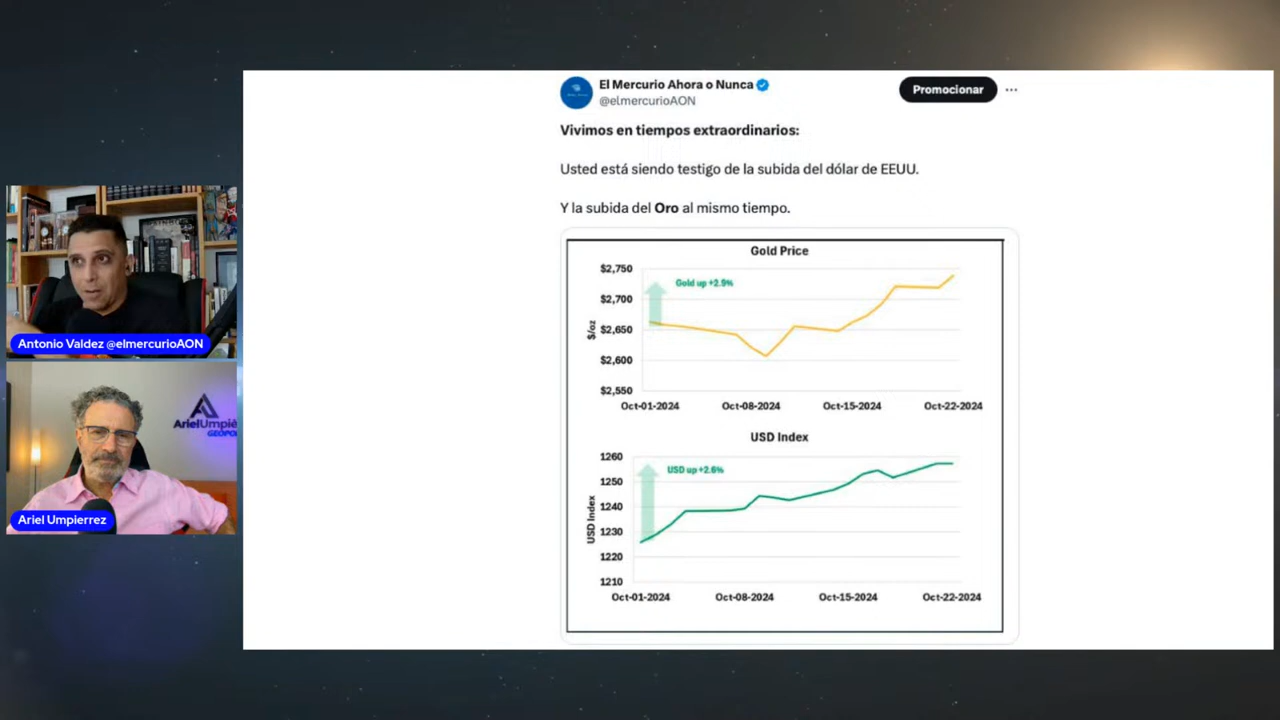 El Mercurio Ahora o Nunca
@elmercurioAON
Promocionar
Vivimos en tiempos extraordinarios:
Usted está siendo testigo de la subida del dólar de EEUU.
Y la subida del Oro al mismo tiempo.
Gold Price
Gold up +2.9%
$/oz
$2,750
$2,700
$2,650
$2,600
$2,550
Oct-01-2024 Oct-08-2024 Oct-15-2024 Oct-22-2024
USD Index
USD up +2.6%
USD Index
1260
1250
1240
1230
1220
1210
Oct-01-2024 Oct-08-2024 Oct-15-2024 Oct-22-2024
Antonio Valdez @elmercurioAON
Ariel Umpierrez